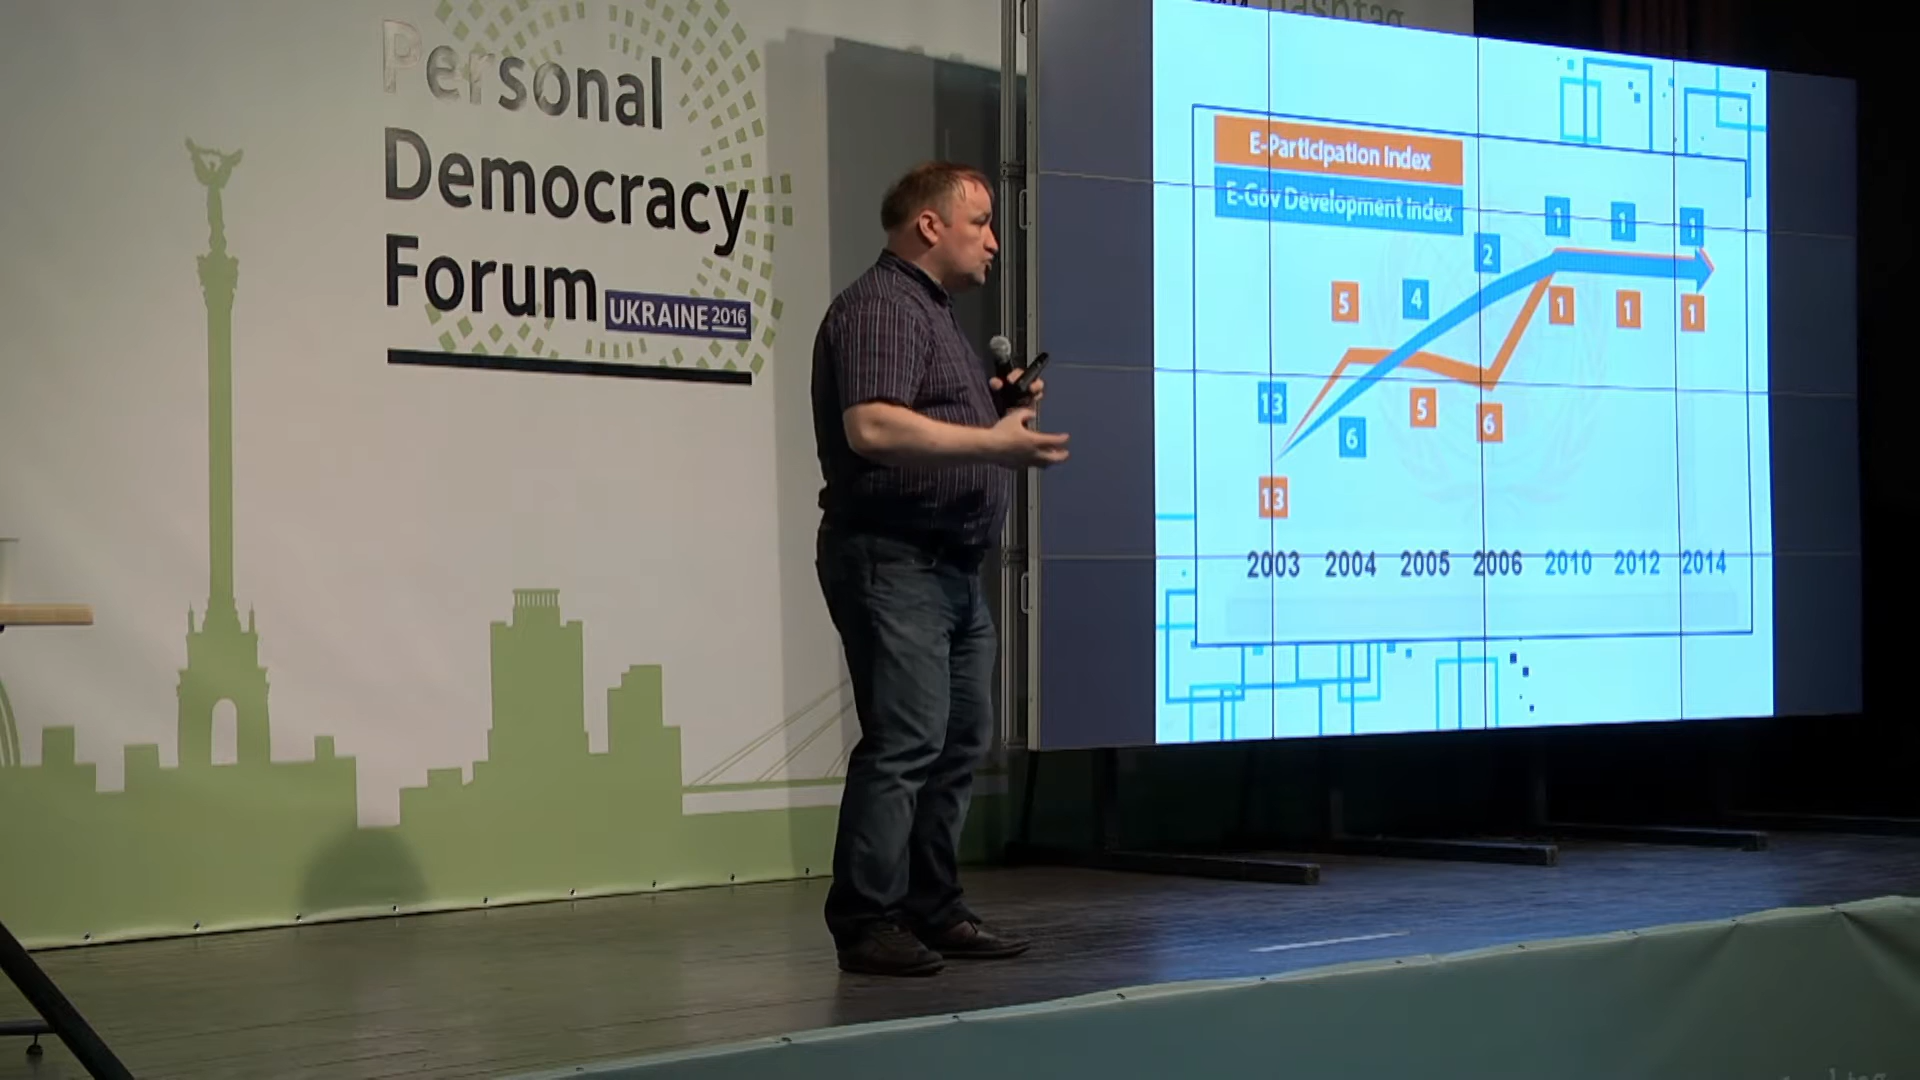 Personal
Democracy
Forum
UKRAINE 2016
hashtag
E-Participation Index
E-Gov Development index
1 1 1
2
5 4
1 1 1
13
5
6
6
13
2003 2004 2005 2006 2010 2012 2014